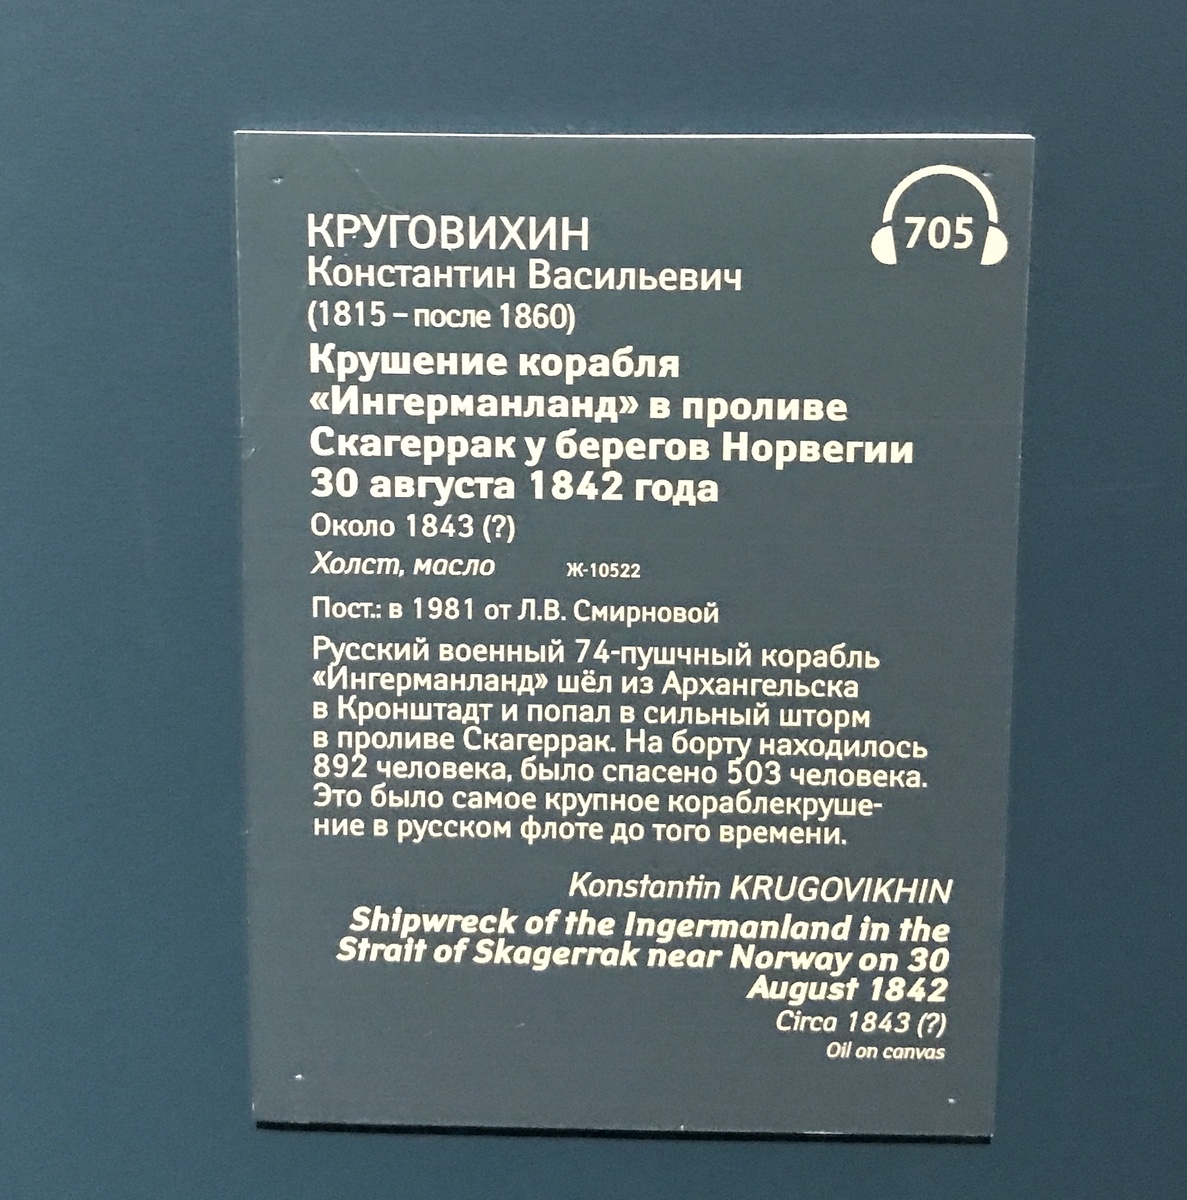 705
КРУГОВИХИН
Константин Васильевич
(1815 – после 1860)
Крушение корабля
«Ингерманланд» в проливе
Скагеррак у берегов Норвегии
30 августа 1842 года
Около 1843 (?)
Холст, масло Ж-10522
Пост.: в 1981 от Л.В. Смирновой
Русский военный 74-пушчный корабль
«Ингерманланд» шёл из Архангельска
в Кронштадт и попал в сильный шторм
в проливе Скагеррак. На борту находилось
892 человека, было спасено 503 человека.
Это было самое крупное кораблекруше-
ние в русском флоте до того времени.
Konstantin KRUGOVIKHIN
Shipwreck of the Ingermanland in the
Strait of Skagerrak near Norway on 30
August 1842
Circa 1843 (?)
Oil on canvas